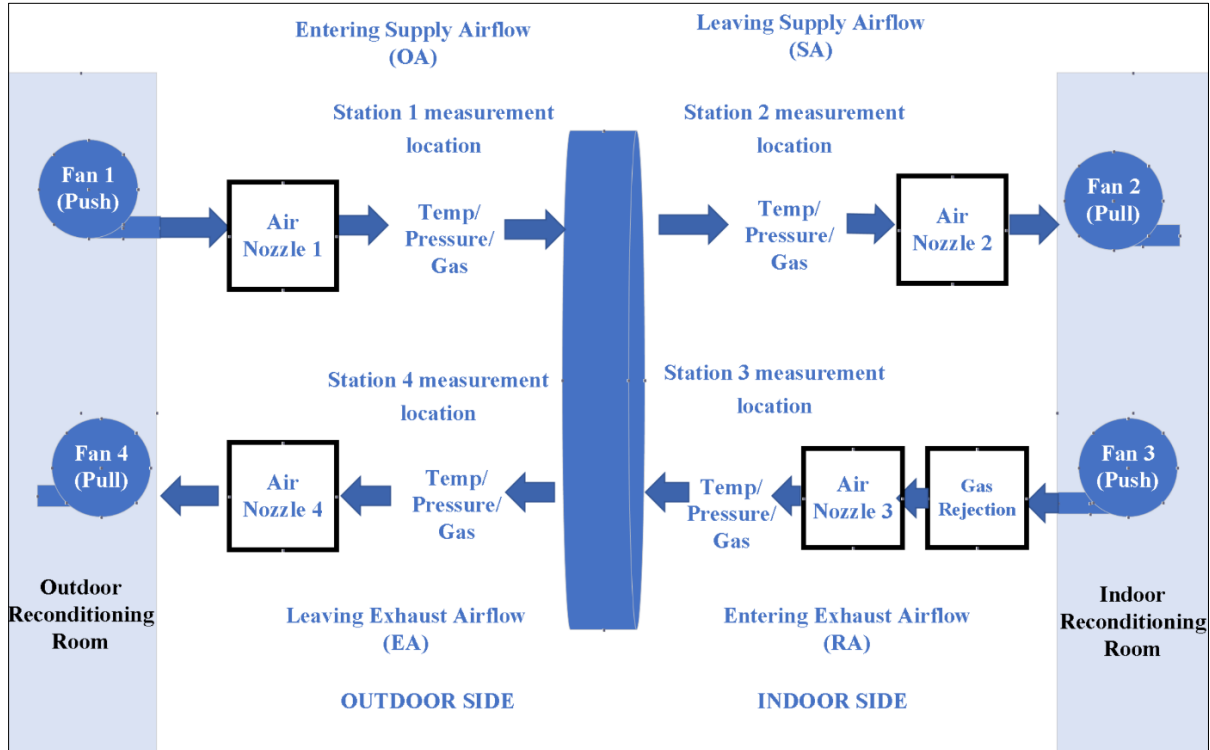 Entering Supply Airflow
(OA)
Leaving Supply Airflow
(SA)
Station 1 measurement
location
Station 2 measurement
location
Fan 1
(Push)
Air
Nozzle 1
Temp/
Pressure/
Gas
Temp/
Pressure/
Gas
Air
Nozzle 2
Fan 2
(Pull)
Station 4 measurement
location
Station 3 measurement
location
Fan 4
(Pull)
Air
Nozzle 4
Temp/
Pressure/
Gas
Temp/
Pressure/
Gas
Air
Nozzle 3
Gas
Rejection
Fan 3
(Push)
Outdoor
Reconditioning
Room
Leaving Exhaust Airflow
(EA)
Entering Exhaust Airflow
(RA)
Indoor
Reconditioning
Room
OUTDOOR SIDE
INDOOR SIDE